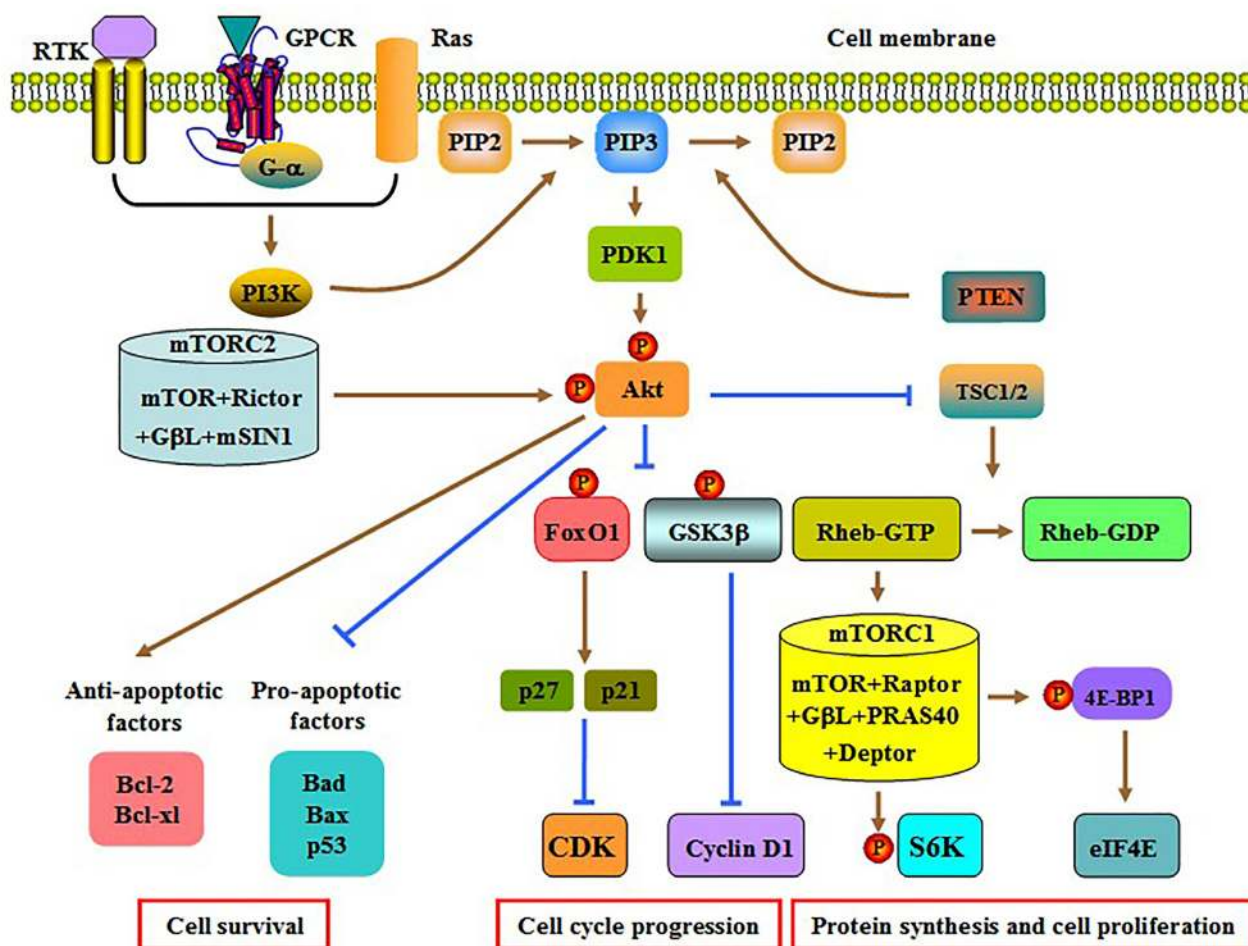 RTK
GPCR
Ras
Cell membrane
G-α
PIP2
PIP3
PIP2
PDK1
PI3K
PTEN
mTORC2
mTOR+Rictor
+GβL+mSIN1
P
P
Akt
TSC1/2
P
FoxO1
P
GSK3β
Rheb-GTP
Rheb-GDP
mTORC1
mTOR+Raptor
+GβL+PRAS40
+Deptor
P
4E-BP1
Anti-apoptotic
factors
Pro-apoptotic
factors
p27
p21
Bcl-2
Bcl-xl
Bad
Bax
p53
CDK
Cyclin D1
P
S6K
eIF4E
Cell survival
Cell cycle progression
Protein synthesis and cell proliferation